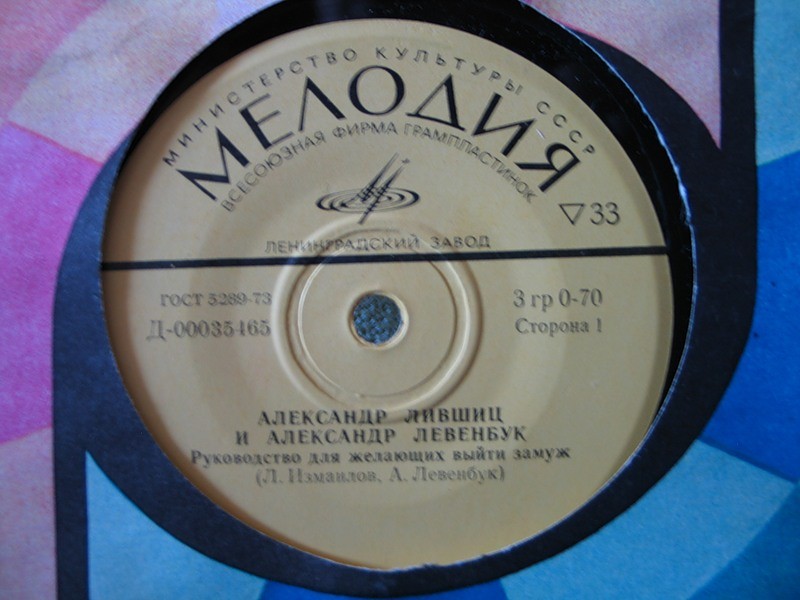 МИНИСТЕРСТВО КУЛЬТУРЫ СССР
МЕЛОДИЯ
ВСЕСОЮЗНАЯ ФИРМА ГРАМПЛАСТИНОК
▽33
ЛЕНИНГРАДСКИЙ ЗАВОД
ГОСТ 5289-73
3 гр 0-70
Д-00035465
Сторона 1
АЛЕКСАНДР ЛИВШИЦ
И АЛЕКСАНДР ЛЕВЕНБУК
Руководство для желающих выйти замуж
(Л. Измаилов, А. Левенбук)